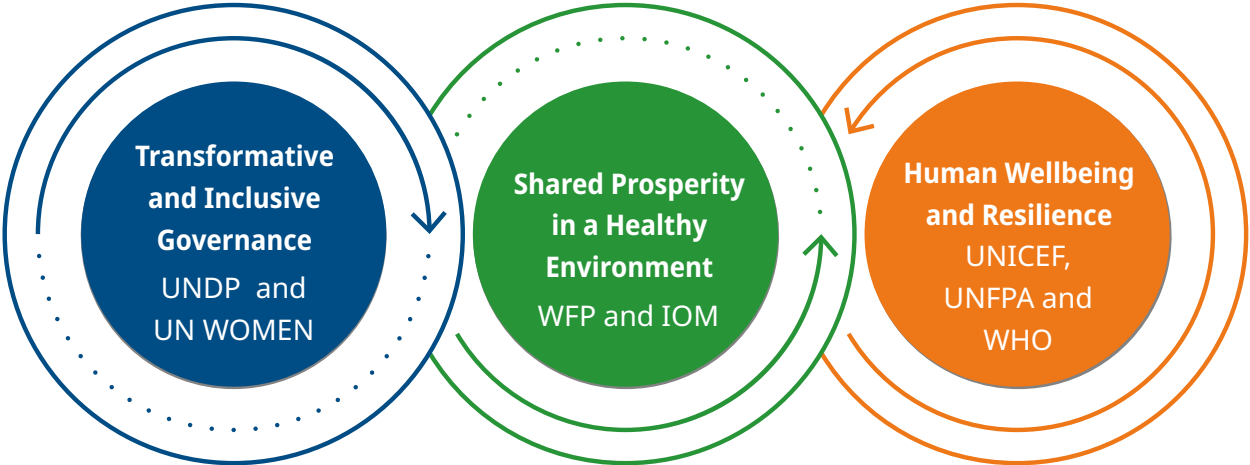 Transformative
and Inclusive
Governance
UNDP and
UN WOMEN
Shared Prosperity
in a Healthy
Environment
WFP and IOM
Human Wellbeing
and Resilience
UNICEF,
UNFPA and
WHO